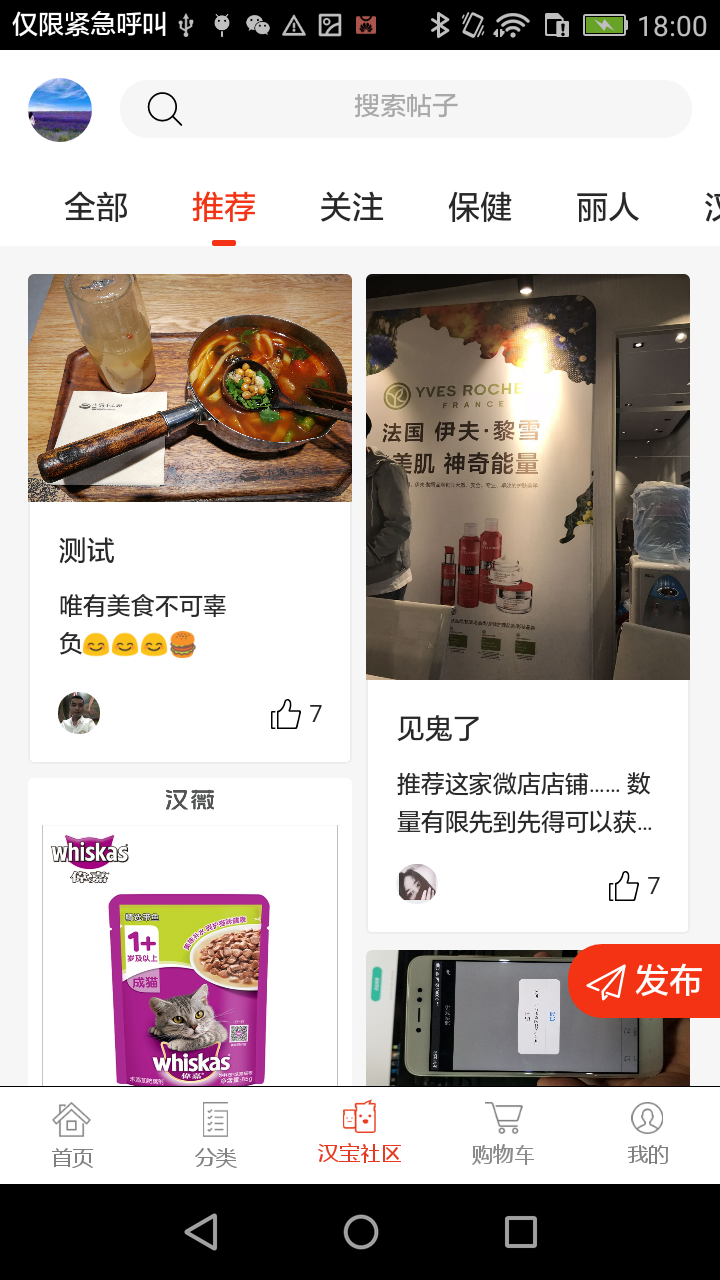 仅限紧急呼叫
18:00
搜索帖子
全部 推荐 关注 保健 丽人
YVES ROCHE
FRANCE
法国 伊夫·黎雪
美肌 神奇能量
测试
唯有美食不可辜
负😊😊😊🍔
7
见鬼了
推荐这家微店店铺…… 数
量有限先到先得可以获...
7
汉薇
whiskas
伟嘉
1+
岁及以上
成猫
whiskas
伟嘉
发布
首页 分类 汉宝社区 购物车 我的